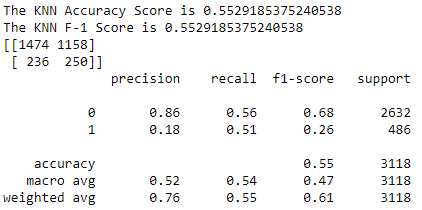 The KNN Accuracy Score is 0.5529185375240538
The KNN F-1 Score is 0.5529185375240538
[[1474 1158]
 [ 236  250]]
              precision    recall  f1-score   support

           0       0.86      0.56      0.68      2632
           1       0.18      0.51      0.26       486

    accuracy                           0.55      3118
   macro avg       0.52      0.54      0.47      3118
weighted avg       0.76      0.55      0.61      3118